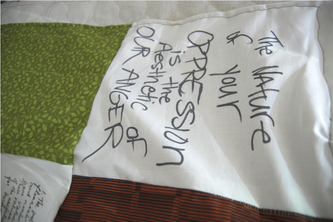 The NATURE
of your
OPPRESSION
is the
Aesthetic
of
OUR ANGER